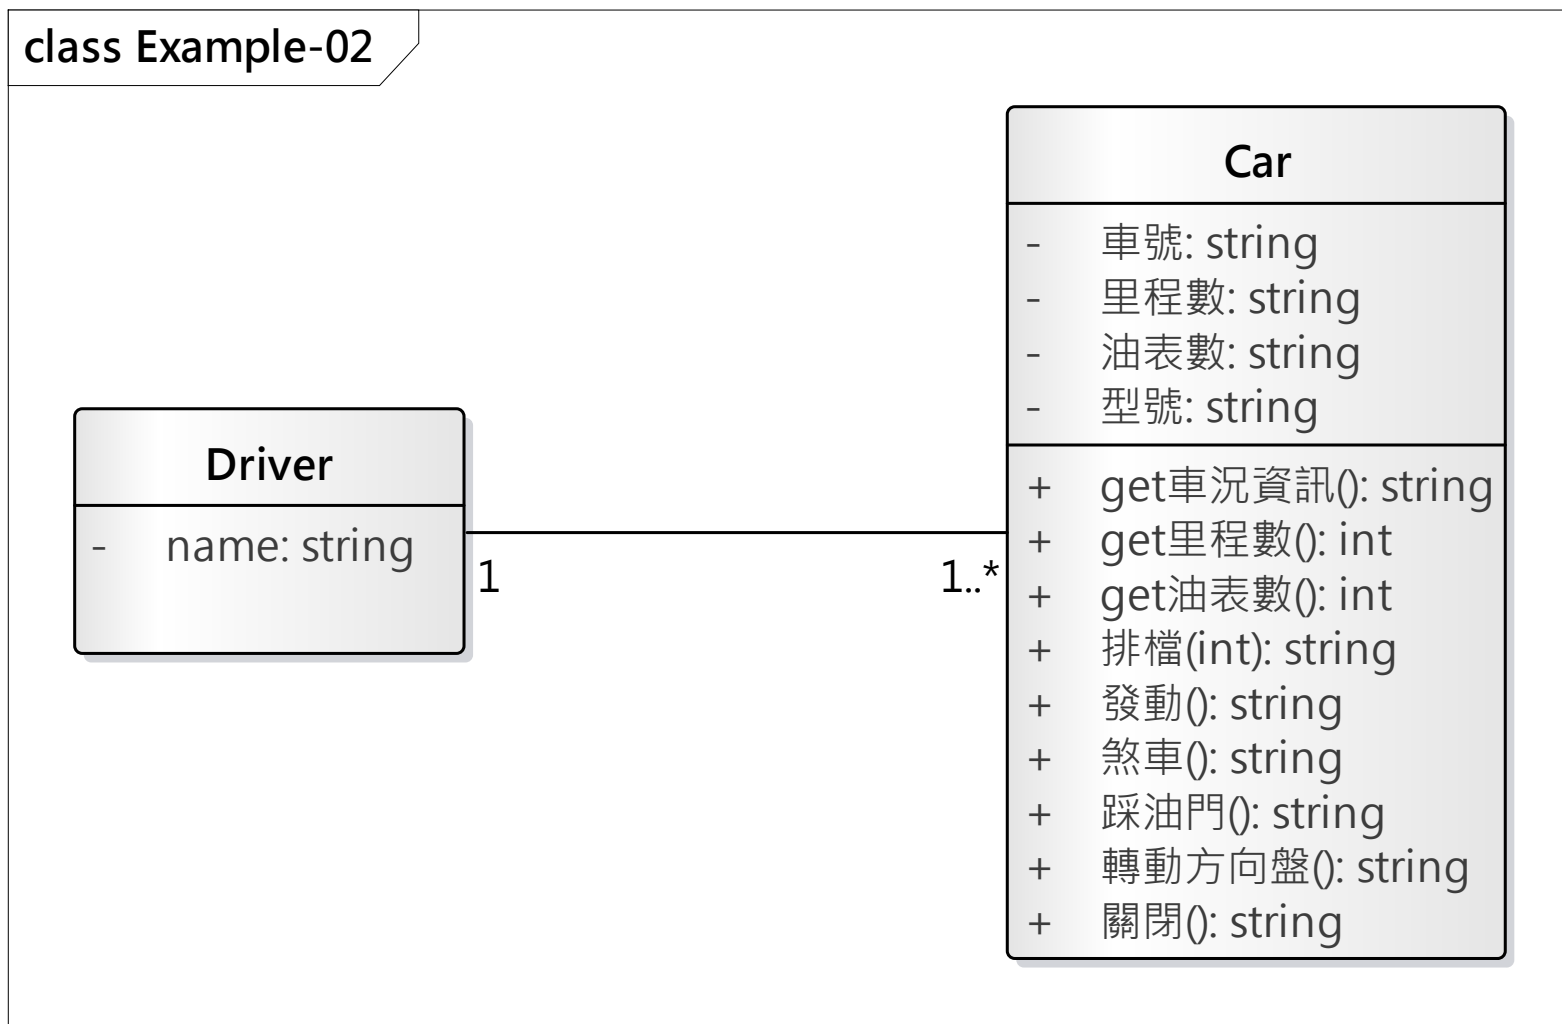 class Example-02
Car
- 車號: string
- 里程數: string
- 油表數: string
- 型號: string
+ get車況資訊(): string
+ get里程數(): int
+ get油表數(): int
+ 排檔(int): string
+ 發動(): string
+ 煞車(): string
+ 踩油門(): string
+ 轉動方向盤(): string
+ 關閉(): string
Driver
- name: string
1
1..*